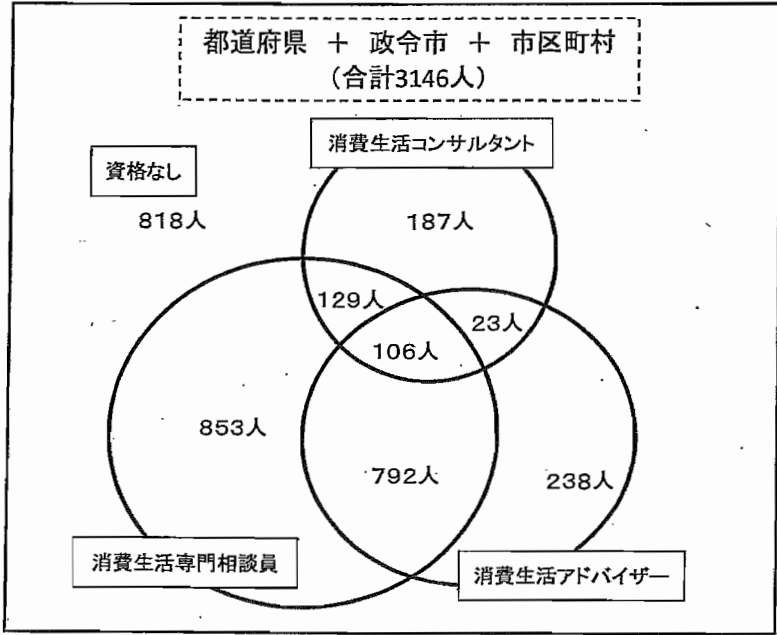 都道府県 + 政令市 + 市区町村
(合計3146人)
消費生活コンサルタント
資格なし
818人
187人
129人
23人
106人
853人
792人
238人
消費生活専門相談員
消費生活アドバイザー